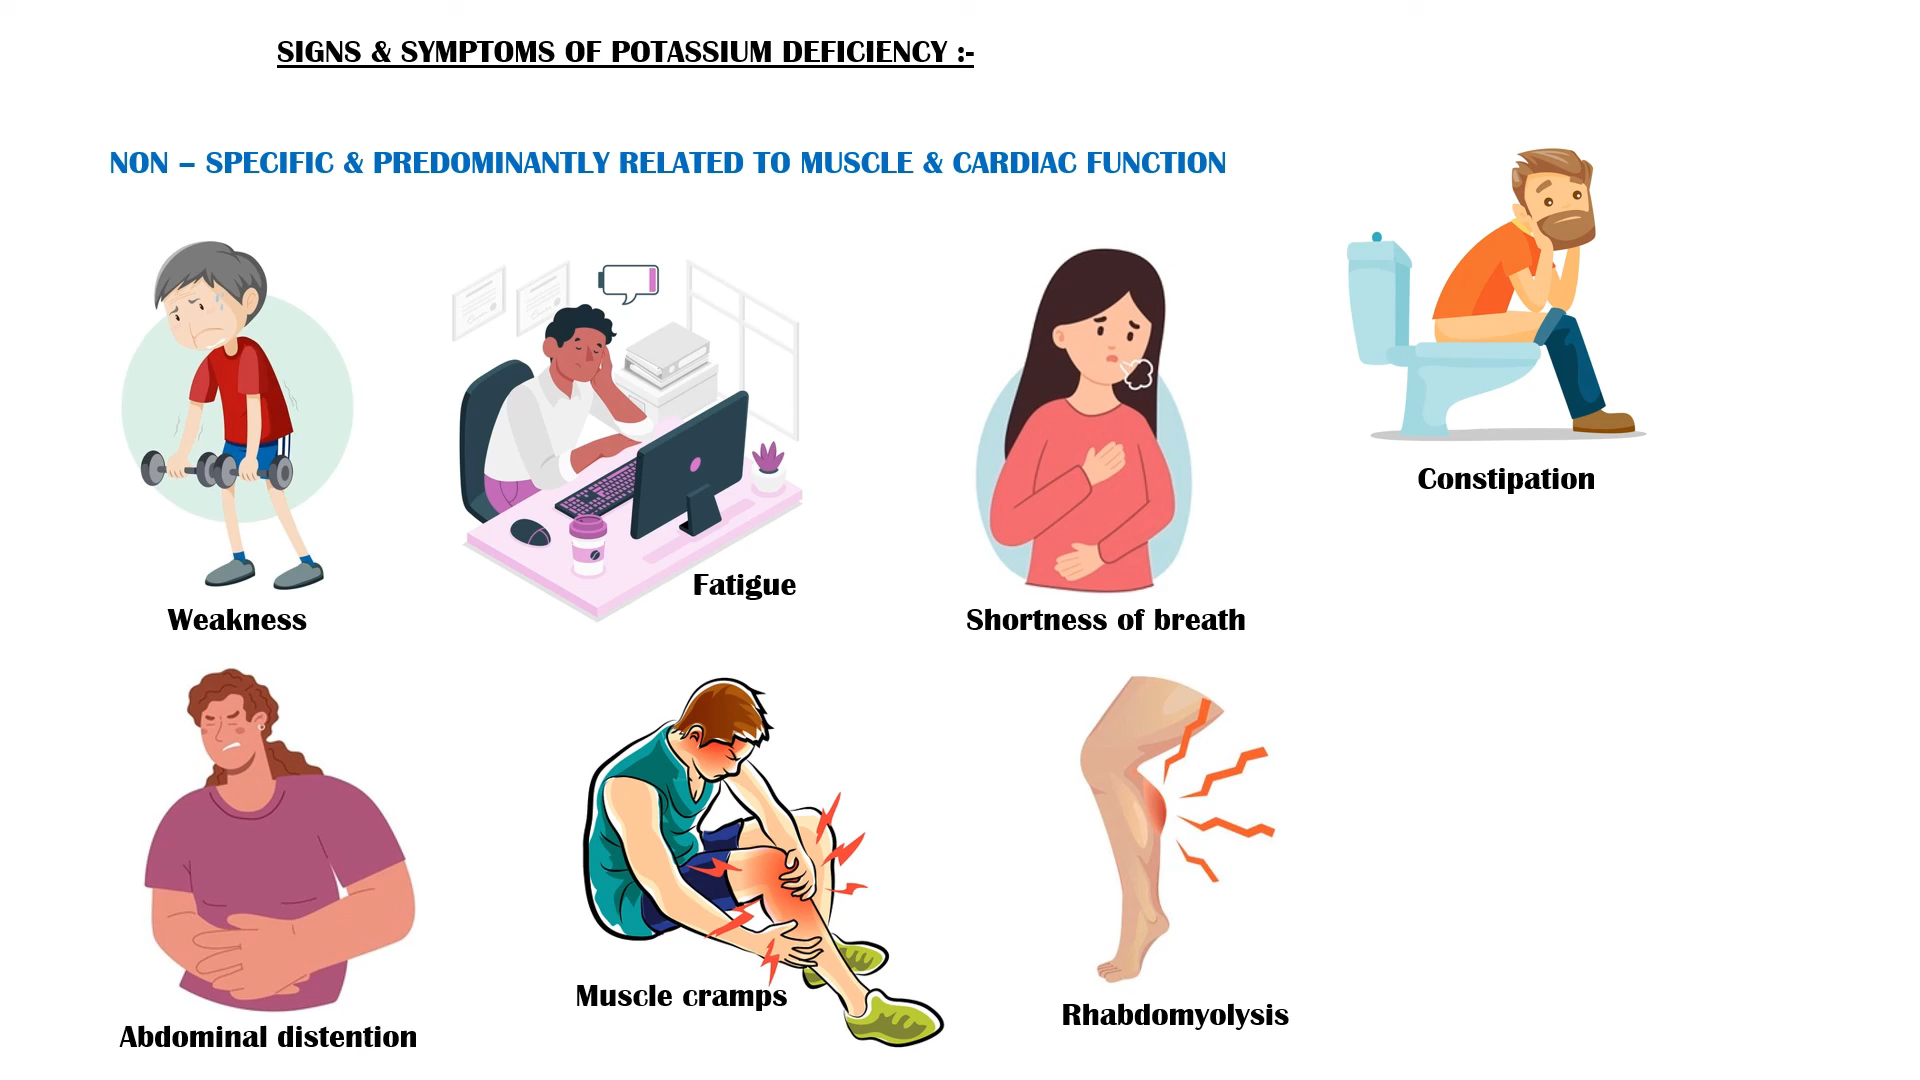 SIGNS & SYMPTOMS OF POTASSIUM DEFICIENCY :-
NON – SPECIFIC & PREDOMINANTLY RELATED TO MUSCLE & CARDIAC FUNCTION
Constipation
Fatigue
Weakness
Shortness of breath
Muscle cramps
Rhabdomyolysis
Abdominal distention